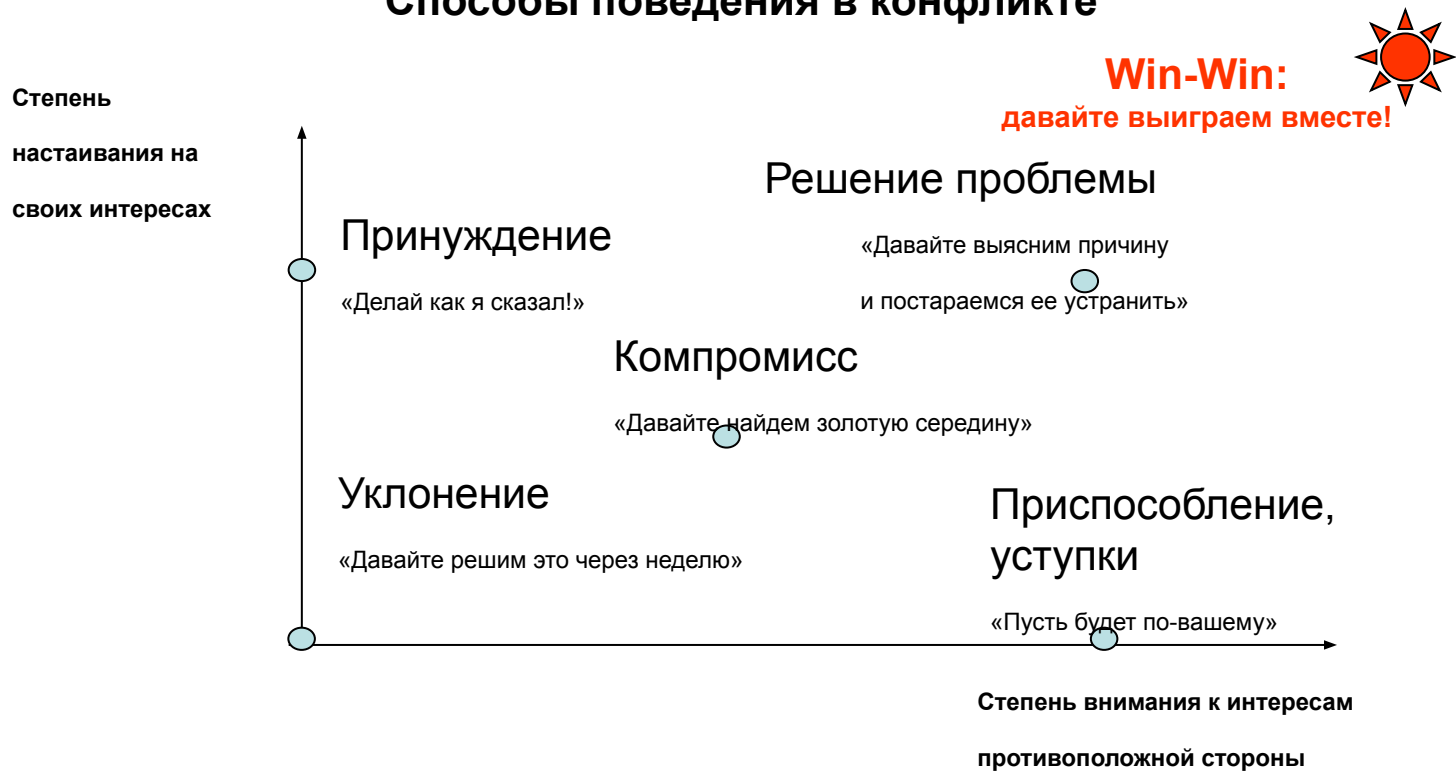 Способы поведения в конфликте
Win-Win:
давайте выиграем вместе!
Степень
настаивания на
своих интересах
Решение проблемы
«Давайте выясним причину
и постараемся ее устранить»
Принуждение
«Делай как я сказал!»
Компромисс
«Давайте найдем золотую середину»
Уклонение
«Давайте решим это через неделю»
Приспособление,
уступки
«Пусть будет по-вашему»
Степень внимания к интересам
противоположной стороны